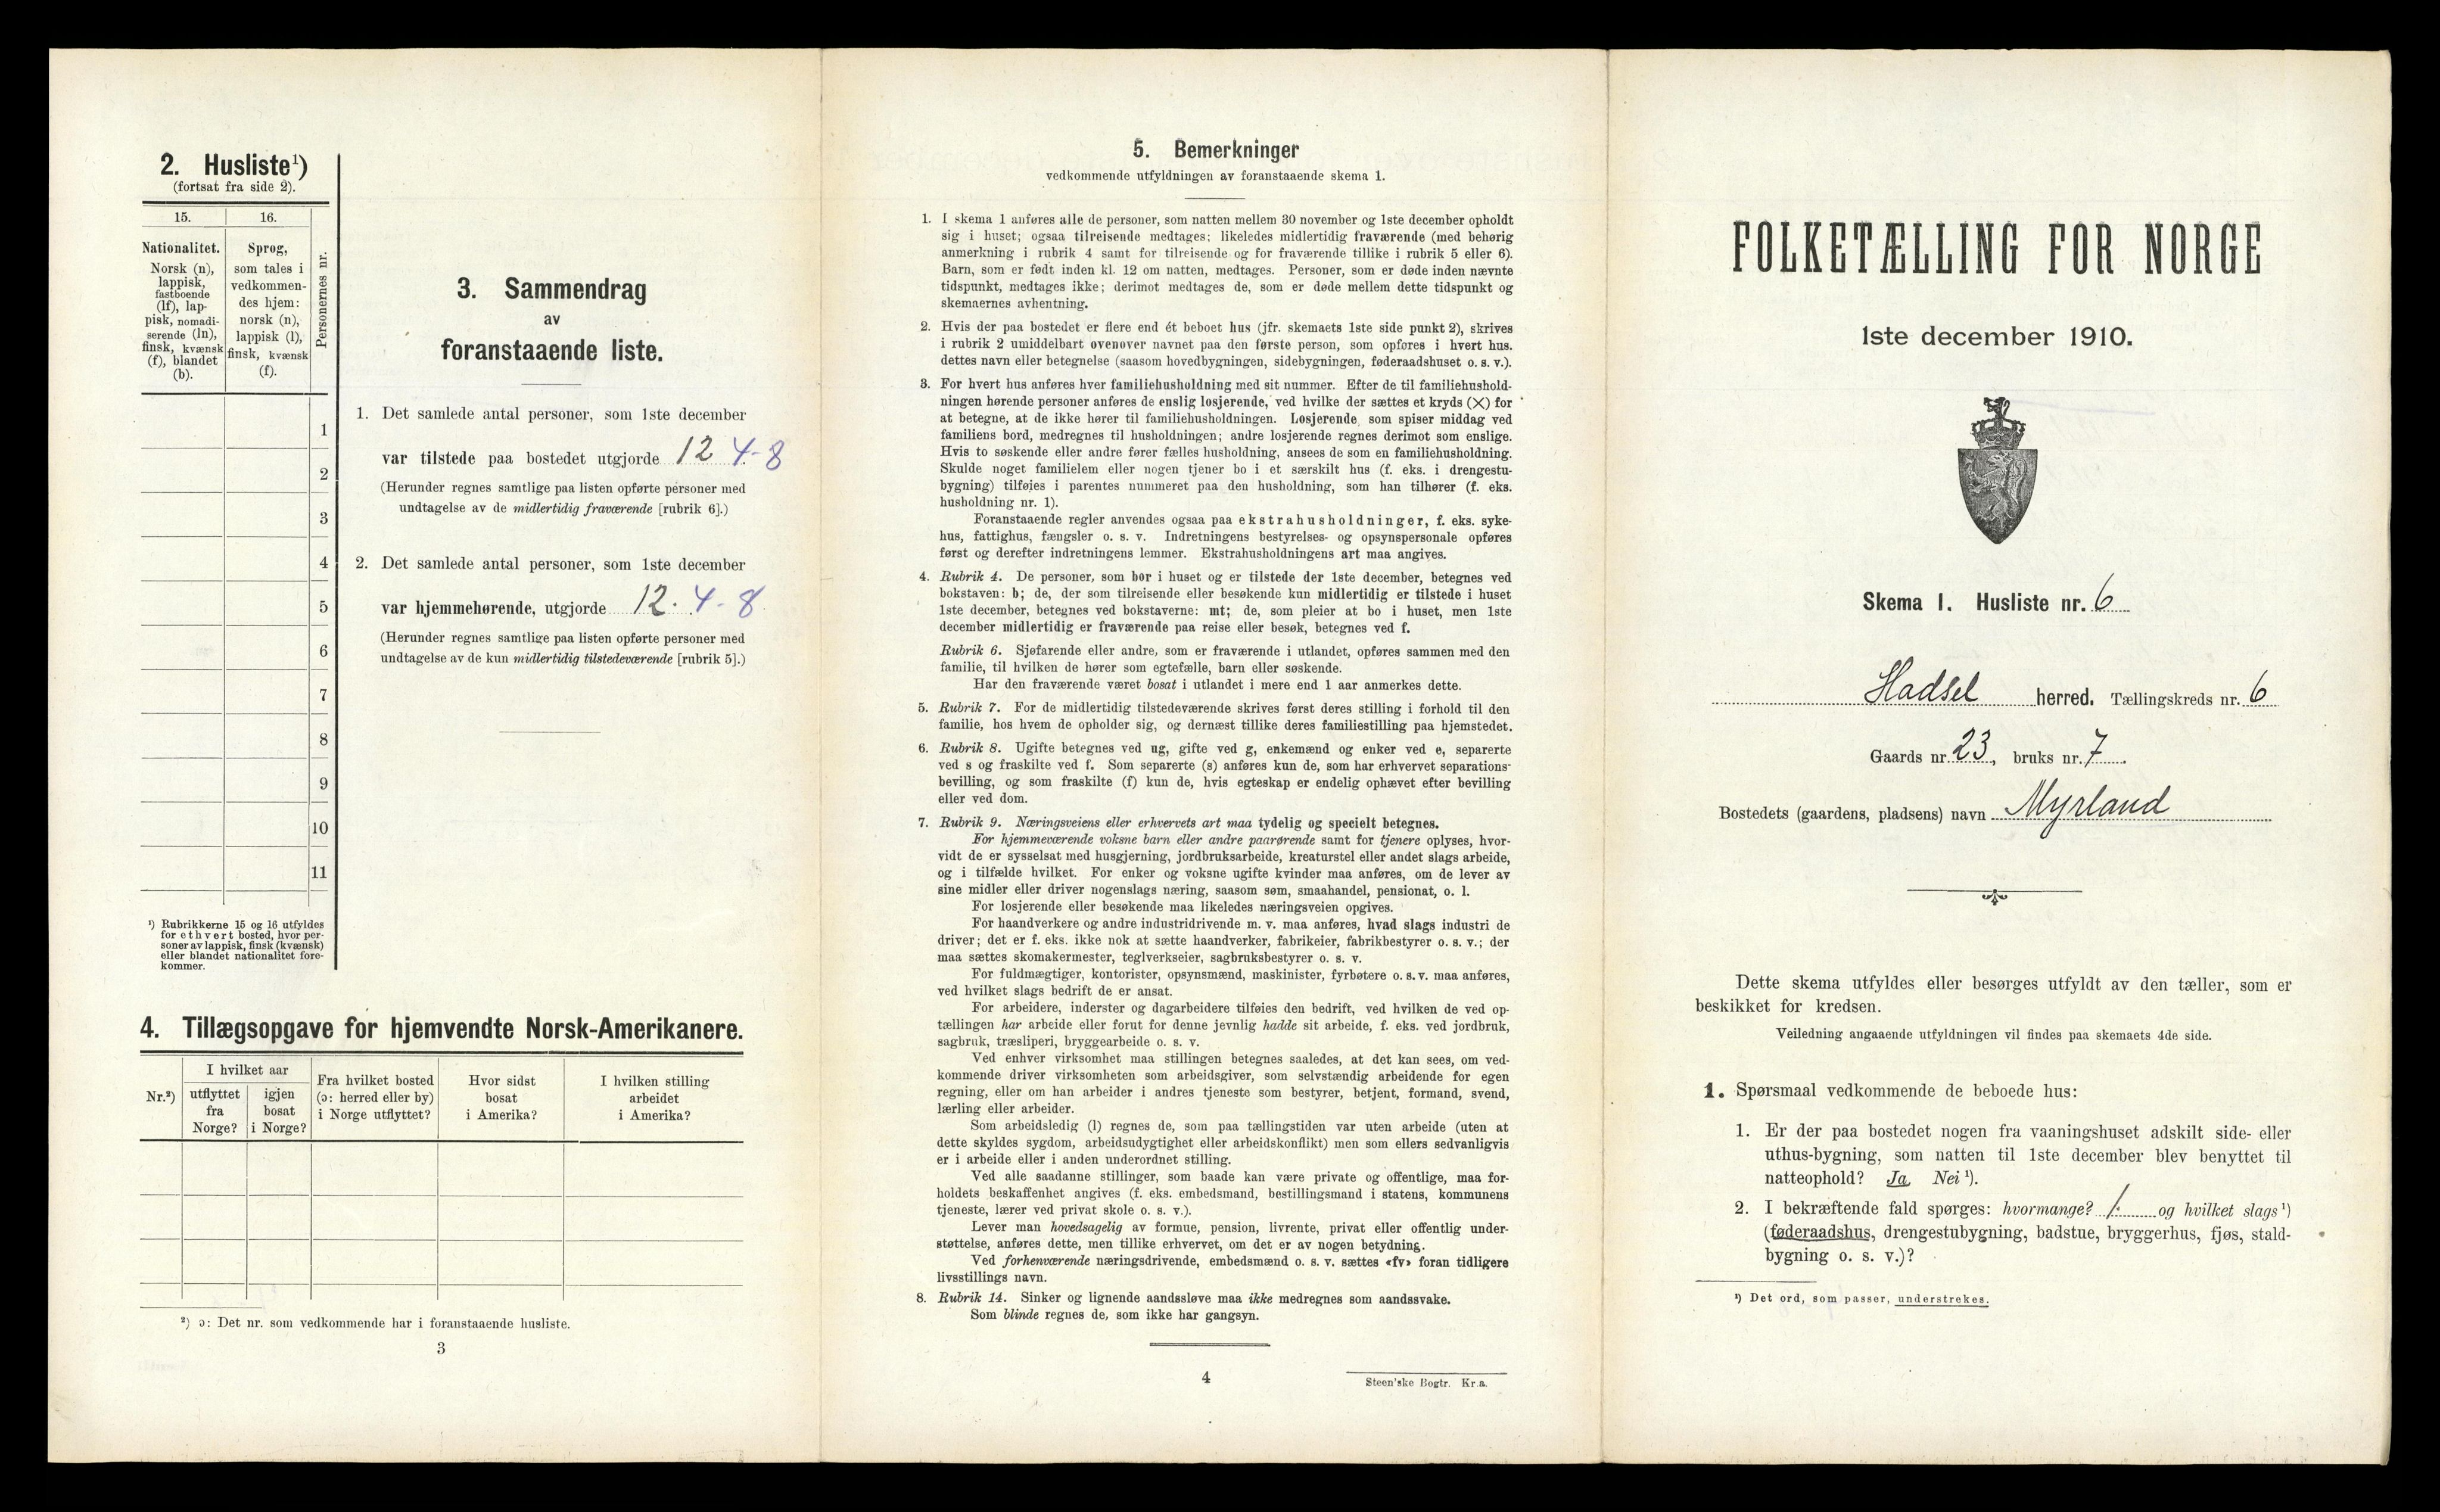 2. Husliste¹)
(fortsat fra side 2).
15.
16.
Personernes nr.
Nationalitet.
Norsk (n),
lappisk,
fastboende
(lf), lap-
pisk, nomadi-
serende (ln),
finsk, kvænsk
(f), blandet
(b).
Sprog,
som tales i
vedkommen-
des hjem:
norsk (n),
lappisk (l),
finsk, kvænsk
(f).
1
2
3
4
5
6
7
8
9
10
11
¹) Rubrikkerne 15 og 16 utfyldes
for ethvert bosted, hvor per-
soner av lappisk, finsk (kvænsk)
eller blandet nationalitet fore-
kommer.
3. Sammendrag
av
foranstaaende liste.
1. Det samlede antal personer, som 1ste december
var tilstede paa bostedet utgjorde 12 4-8
(Herunder regnes samtlige paa listen opførte personer med
undtagelse av de midlertidig fraværende [rubrik 6].)
2. Det samlede antal personer, som 1ste december
var hjemmehørende, utgjorde 12. 4-8
(Herunder regnes samtlige paa listen opførte personer med
undtagelse av de kun midlertidig tilstedeværende [rubrik 5].)
4. Tillægsopgave for hjemvendte Norsk-Amerikanere.
Nr.²)
I hvilket aar
utflyttet
fra
Norge?
igjen
bosat
i Norge?
Fra hvilket bosted
(ɔ: herred eller by)
i Norge utflyttet?
Hvor sidst
bosat
i Amerika?
I hvilken stilling
arbeidet
i Amerika?
²) ɔ: Det nr. som vedkommende har i foranstaaende husliste.
3
5. Bemerkninger
vedkommende utfyldningen av foranstaaende skema 1.
1. I skema 1 anføres alle de personer, som natten mellem 30 november og 1ste december opholdt
sig i huset; ogsaa tilreisende medtages; likeledes midlertidig fraværende (med behørig
anmerkning i rubrik 4 samt for tilreisende og for fraværende tillike i rubrik 5 eller 6).
Barn, som er født inden kl. 12 om natten, medtages. Personer, som er døde inden nævnte
tidspunkt, medtages ikke; derimot medtages de, som er døde mellem dette tidspunkt og
skemaernes avhentning.
2. Hvis der paa bostedet er flere end ét beboet hus (jfr. skemaets 1ste side punkt 2), skrives
i rubrik 2 umiddelbart ovenover navnet paa den første person, som opføres i hvert hus.
dettes navn eller betegnelse (saasom hovedbygningen, sidebygningen, føderaadshuset o. s. v.).
3. For hvert hus anføres hver familiehusholdning med sit nummer. Efter de til familiehushold-
ningen hørende personer anføres de enslig losjerende, ved hvilke der sættes et kryds (×) for
at betegne, at de ikke hører til familiehusholdningen. Losjerende, som spiser middag ved
familiens bord, medregnes til husholdningen; andre losjerende regnes derimot som enslige.
Hvis to søskende eller andre fører fælles husholdning, ansees de som en familiehusholdning.
Skulde noget familielem eller nogen tjener bo i et særskilt hus (f. eks. i drengestu-
bygning) tilføies i parentes nummeret paa den husholdning, som han tilhører (f. eks.
husholdning nr. 1).
Foranstaaende regler anvendes ogsaa paa ekstrahusholdninger, f. eks. syke-
hus, fattighus, fængsler o. s. v. Indretningens bestyrelses- og opsynspersonale opføres
først og derefter indretningens lemmer. Ekstrahusholdningens art maa angives.
4. Rubrik 4. De personer, som bor i huset og er tilstede der 1ste december, betegnes ved
bokstaven: b; de, der som tilreisende eller besøkende kun midlertidig er tilstede i huset
1ste december, betegnes ved bokstaverne: mt; de, som pleier at bo i huset, men 1ste
december midlertidig er fraværende paa reise eller besøk, betegnes ved f.
Rubrik 6. Sjøfarende eller andre, som er fraværende i utlandet, opføres sammen med den
familie, til hvilken de hører som egtefælle, barn eller søskende.
Har den fraværende været bosat i utlandet i mere end 1 aar anmerkes dette.
5. Rubrik 7. For de midlertidig tilstedeværende skrives først deres stilling i forhold til den
familie, hos hvem de opholder sig, og dernæst tillike deres familiestilling paa hjemstedet.
6. Rubrik 8. Ugifte betegnes ved ug, gifte ved g, enkemænd og enker ved e, separerte
ved s og fraskilte ved f. Som separerte (s) anføres kun de, som har erhvervet separations-
bevilling, og som fraskilte (f) kun de, hvis egteskap er endelig ophævet efter bevilling
eller ved dom.
7. Rubrik 9. Næringsveiens eller erhvervets art maa tydelig og specielt betegnes.
For hjemmeværende voksne barn eller andre paarørende samt for tjenere oplyses, hvor-
vidt de er sysselsat med husgjerning, jordbruksarbeide, kreaturstel eller andet slags arbeide,
og i tilfælde hvilket. For enker og voksne ugifte kvinder maa anføres, om de lever av
sine midler eller driver nogenslags næring, saasom søm, smaahandel, pensionat, o. l.
For losjerende eller besøkende maa likeledes næringsveien opgives.
For haandverkere og andre industridrivende m. v. maa anføres, hvad slags industri de
driver; det er f. eks. ikke nok at sætte haandverker, fabrikeier, fabrikbestyrer o. s. v.; der
maa sættes skomakermester, teglverkseier, sagbruksbestyrer o. s. v.
For fuldmægtiger, kontorister, opsynsmænd, maskinister, fyrbøtere o. s. v. maa anføres,
ved hvilket slags bedrift de er ansat.
For arbeidere, inderster og dagarbeidere tilføies den bedrift, ved hvilken de ved op-
tællingen har arbeide eller forut for denne jevnlig hadde sit arbeide, f. eks. ved jordbruk,
sagbruk, træsliperi, bryggearbeide o. s. v.
Ved enhver virksomhet maa stillingen betegnes saaledes, at det kan sees, om ved-
kommende driver virksomheten som arbeidsgiver, som selvstændig arbeidende for egen
regning, eller om han arbeider i andres tjeneste som bestyrer, betjent, formand, svend,
lærling eller arbeider.
Som arbeidsledig (l) regnes de, som paa tællingstiden var uten arbeide (uten at
dette skyldes sygdom, arbeidsudygtighet eller arbeidskonflikt) men som ellers sedvanligvis
er i arbeide eller i anden underordnet stilling.
Ved alle saadanne stillinger, som baade kan være private og offentlige, maa for-
holdets beskaffenhet angives (f. eks. embedsmand, bestillingsmand i statens, kommunens
tjeneste, lærer ved privat skole o. s. v.).
Lever man hovedsagelig av formue, pension, livrente, privat eller offentlig under-
støttelse, anføres dette, men tillike erhvervet, om det er av nogen betydning.
Ved forhenværende næringsdrivende, embedsmænd o. s. v. sættes «fv» foran tidligere
livsstillings navn.
8. Rubrik 14. Sinker og lignende aandssløve maa ikke medregnes som aandssvake.
Som blinde regnes de, som ikke har gangsyn.
4
Steen'ske Bogtr. Kr.a.
FOLKETÆLLING FOR NORGE
1ste december 1910.
Skema 1. Husliste nr. 6
Hadsel herred. Tællingskreds nr. 6
Gaards nr. 23, bruks nr. 7.
Bostedets (gaardens, pladsens) navn Myrland
Dette skema utfyldes eller besørges utfyldt av den tæller, som er
beskikket for kredsen.
Veiledning angaaende utfyldningen vil findes paa skemaets 4de side.
1. Spørsmaal vedkommende de beboede hus:
1. Er der paa bostedet nogen fra vaaningshuset adskilt side- eller
uthus-bygning, som natten til 1ste december blev benyttet til
natteophold? Ja Nei ¹).
2. I bekræftende fald spørges: hvormange? 1. og hvilket slags ¹)
(føderaadshus, drengestubygning, badstue, bryggerhus, fjøs, stald-
bygning o. s. v.)?
¹) Det ord, som passer, understrekes.